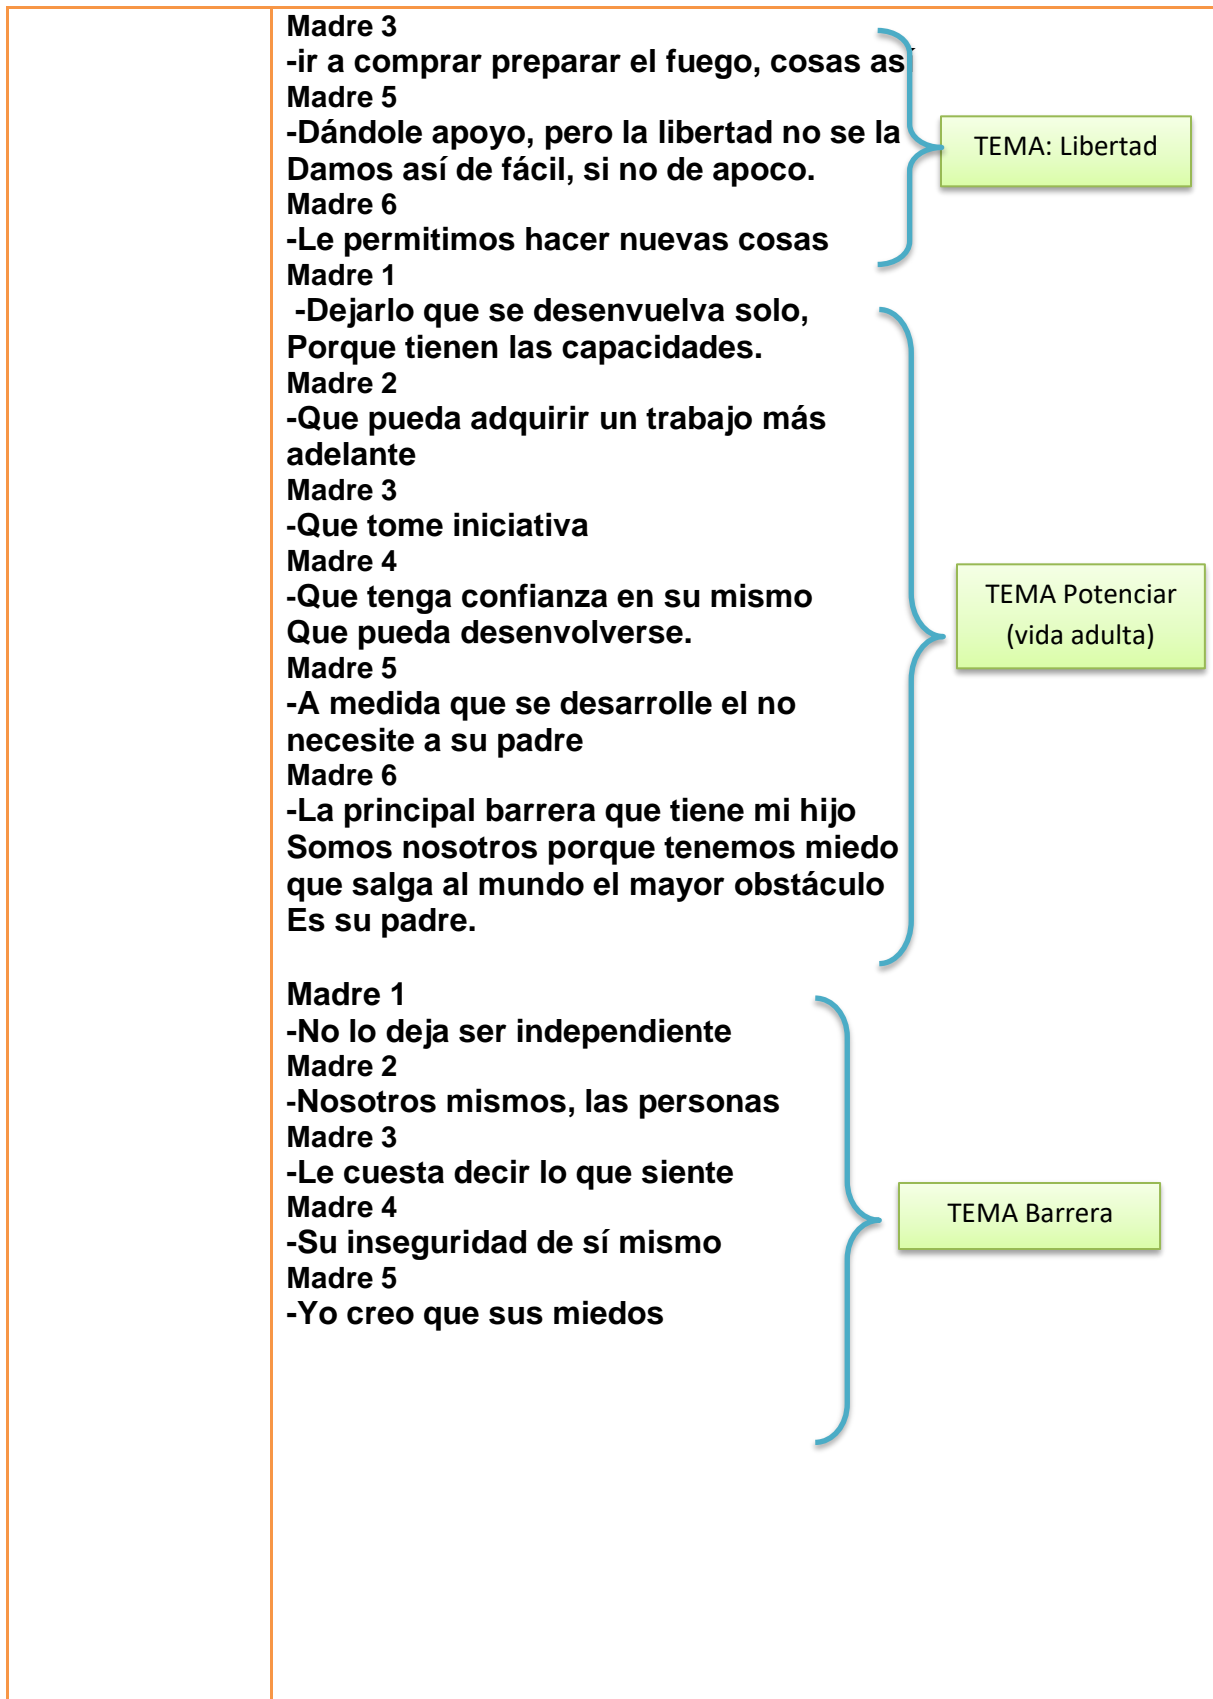 Madre 3
-ir a comprar preparar el fuego, cosas así
Madre 5
-Dándole apoyo, pero la libertad no se la
Damos así de fácil, si no de apoco.
Madre 6
-Le permitimos hacer nuevas cosas
TEMA: Libertad
Madre 1
-Dejarlo que se desenvuelva solo,
Porque tienen las capacidades.
Madre 2
-Que pueda adquirir un trabajo más
adelante
Madre 3
-Que tome iniciativa
Madre 4
-Que tenga confianza en su mismo
Que pueda desenvolverse.
Madre 5
-A medida que se desarrolle el no
necesite a su padre
Madre 6
-La principal barrera que tiene mi hijo
Somos nosotros porque tenemos miedo
que salga al mundo el mayor obstáculo
Es su padre.
TEMA Potenciar
(vida adulta)
Madre 1
-No lo deja ser independiente
Madre 2
-Nosotros mismos, las personas
Madre 3
-Le cuesta decir lo que siente
Madre 4
-Su inseguridad de sí mismo
Madre 5
-Yo creo que sus miedos
TEMA Barrera